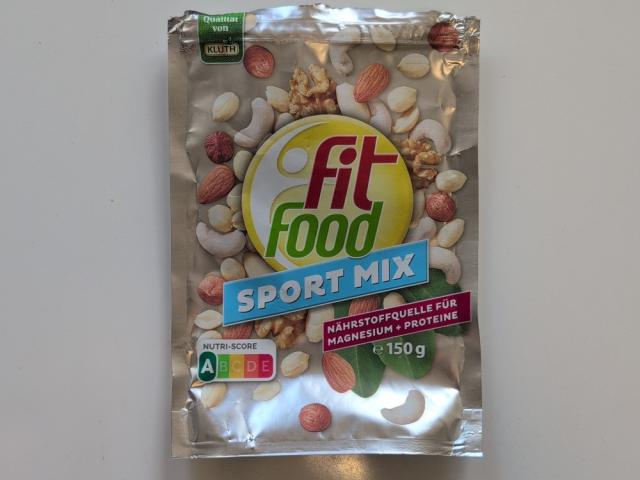 Qualität
von
KLUTH
fit
Food
SPORT MIX
NÄHRSTOFFQUELLE FÜR
MAGNESIUM + PROTEINE
℮ 150 g
NUTRI-SCORE
A B C D E